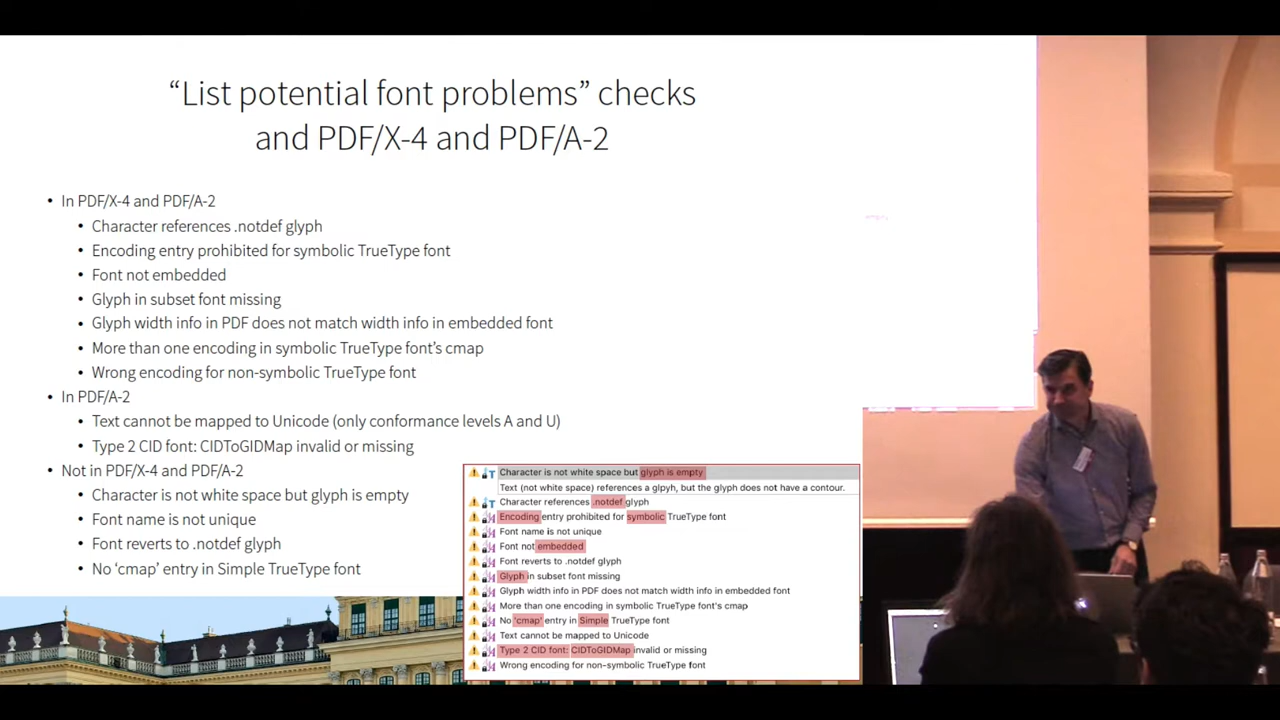 “List potential font problems” checks
and PDF/X-4 and PDF/A-2
• In PDF/X-4 and PDF/A-2
• Character references .notdef glyph
• Encoding entry prohibited for symbolic TrueType font
• Font not embedded
• Glyph in subset font missing
• Glyph width info in PDF does not match width info in embedded font
• More than one encoding in symbolic TrueType font’s cmap
• Wrong encoding for non-symbolic TrueType font
• In PDF/A-2
• Text cannot be mapped to Unicode (only conformance levels A and U)
• Type 2 CID font: CIDToGIDMap invalid or missing
• Not in PDF/X-4 and PDF/A-2
• Character is not white space but glyph is empty
• Font name is not unique
• Font reverts to .notdef glyph
• No ‘cmap’ entry in Simple TrueType font
Character is not white space but glyph is empty
Text (not white space) references a glpyh, but the glyph does not have a contour.
Character references .notdef glyph
Encoding entry prohibited for symbolic TrueType font
Font name is not unique
Font not embedded
Font reverts to .notdef glyph
Glyph in subset font missing
Glyph width info in PDF does not match width info in embedded font
More than one encoding in symbolic TrueType font's cmap
No 'cmap' entry in Simple TrueType font
Text cannot be mapped to Unicode
Type 2 CID font: CIDToGIDMap invalid or missing
Wrong encoding for non-symbolic TrueType font